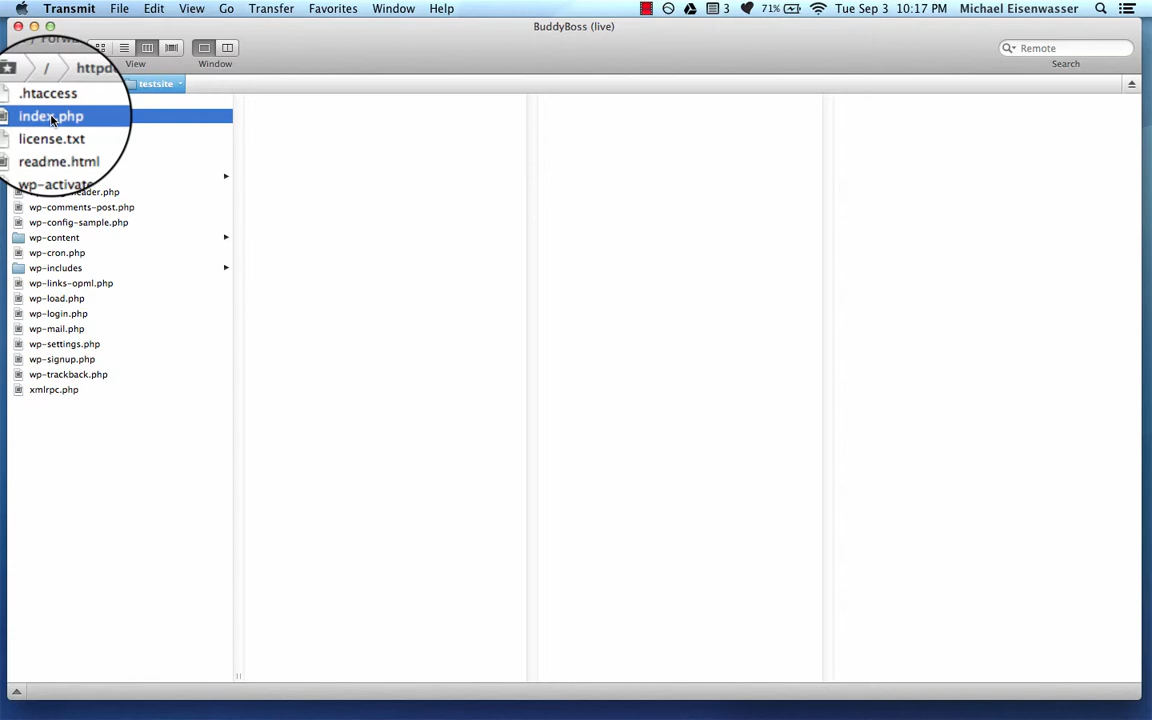 Transmit File Edit View Go Transfer Favorites Window Help 3 71% Tue Sep 3 10:17 PM Michael Eisenwasser
BuddyBoss (live)
Remote
View Window Search
/ httpd
testsite
.htaccess
index.php
license.txt
readme.html
wp-activate
wp-comments-post.php
wp-config-sample.php
wp-content
wp-cron.php
wp-includes
wp-links-opml.php
wp-load.php
wp-login.php
wp-mail.php
wp-settings.php
wp-signup.php
wp-trackback.php
xmlrpc.php